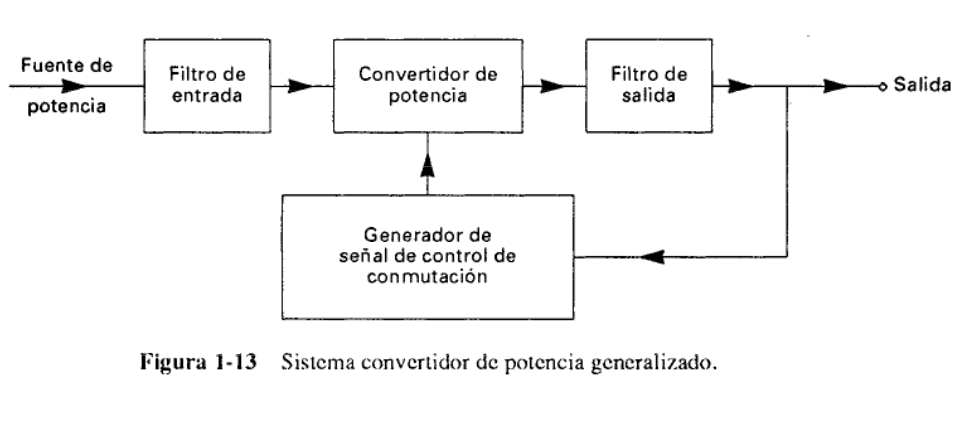 Fuente de
potencia
Filtro de
entrada
Convertidor de
potencia
Filtro de
salida
Salida
Generador de
señal de control de
conmutación
Figura 1-13 Sistema convertidor de potencia generalizado.